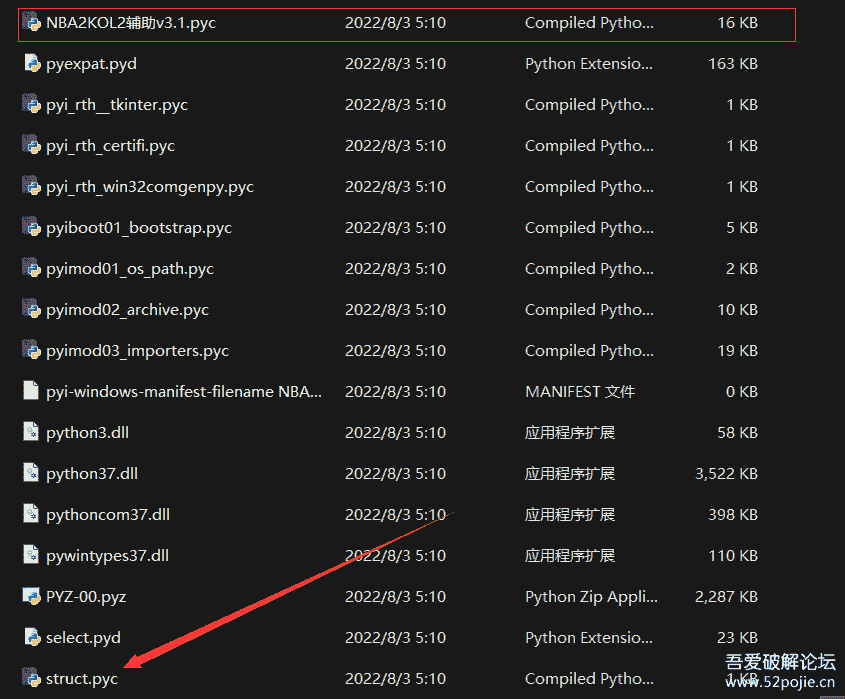 NBA2KOL2辅助v3.1.pyc 2022/8/3 5:10 Compiled Pytho... 16 KB
pyexpat.pyd 2022/8/3 5:10 Python Extensio... 163 KB
pyi_rth__tkinter.pyc 2022/8/3 5:10 Compiled Pytho... 1 KB
pyi_rth_certifi.pyc 2022/8/3 5:10 Compiled Pytho... 1 KB
pyi_rth_win32comgenpy.pyc 2022/8/3 5:10 Compiled Pytho... 1 KB
pyiboot01_bootstrap.pyc 2022/8/3 5:10 Compiled Pytho... 5 KB
pyimod01_os_path.pyc 2022/8/3 5:10 Compiled Pytho... 2 KB
pyimod02_archive.pyc 2022/8/3 5:10 Compiled Pytho... 10 KB
pyimod03_importers.pyc 2022/8/3 5:10 Compiled Pytho... 19 KB
pyi-windows-manifest-filename NBA... 2022/8/3 5:10 MANIFEST 文件 0 KB
python3.dll 2022/8/3 5:10 应用程序扩展 58 KB
python37.dll 2022/8/3 5:10 应用程序扩展 3,522 KB
pythoncom37.dll 2022/8/3 5:10 应用程序扩展 398 KB
pywintypes37.dll 2022/8/3 5:10 应用程序扩展 110 KB
PYZ-00.pyz 2022/8/3 5:10 Python Zip Appli... 2,287 KB
select.pyd 2022/8/3 5:10 Python Extensio... 23 KB
struct.pyc 2022/8/3 5:10 Compiled Pytho... 1 KB
吾爱破解论坛
www.52pojie.cn